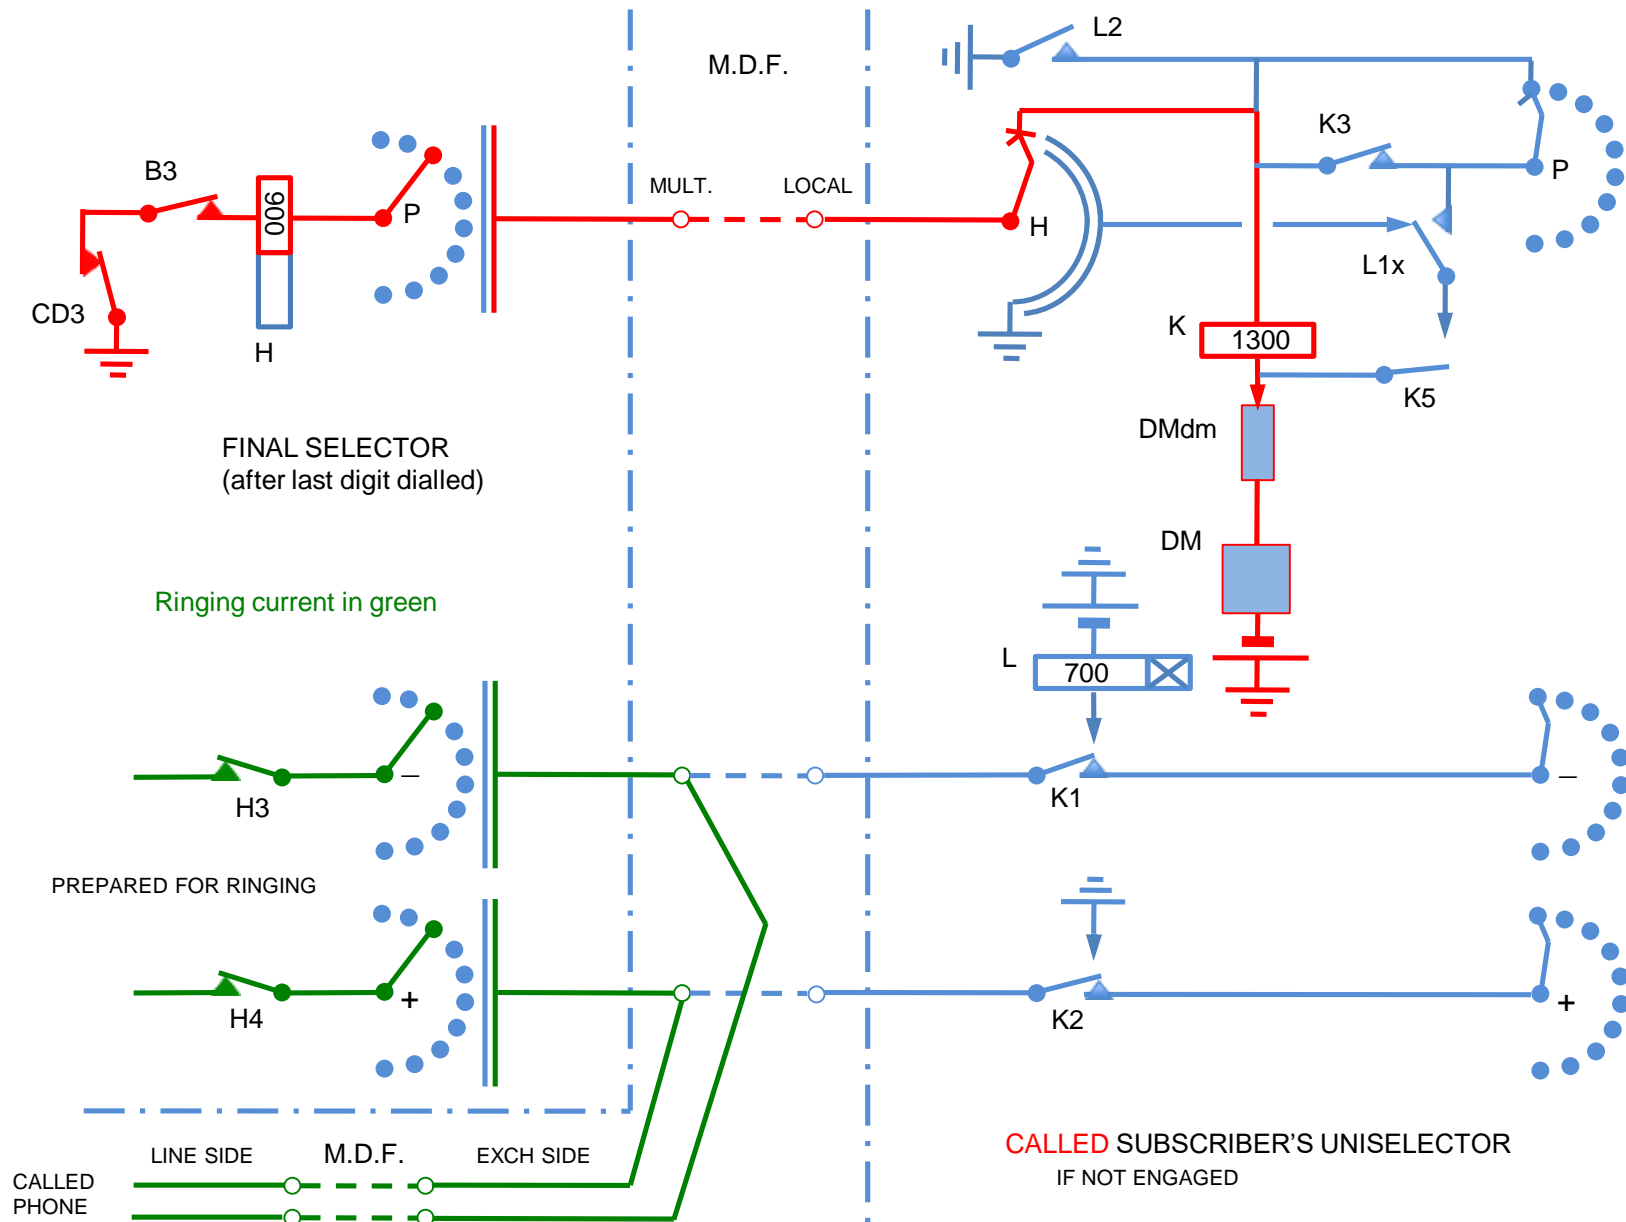 L2
M.D.F.
K3
B3
900
P
MULT.
LOCAL
P
H
L1x
CD3
H
K
1300
K5
DMdm
FINAL SELECTOR
(after last digit dialled)
DM
Ringing current in green
L
700
–
H3
K1
–
PREPARED FOR RINGING
+
H4
K2
+
LINE SIDE
M.D.F.
EXCH SIDE
CALLED SUBSCRIBER'S UNISELECTOR
IF NOT ENGAGED
CALLED
PHONE